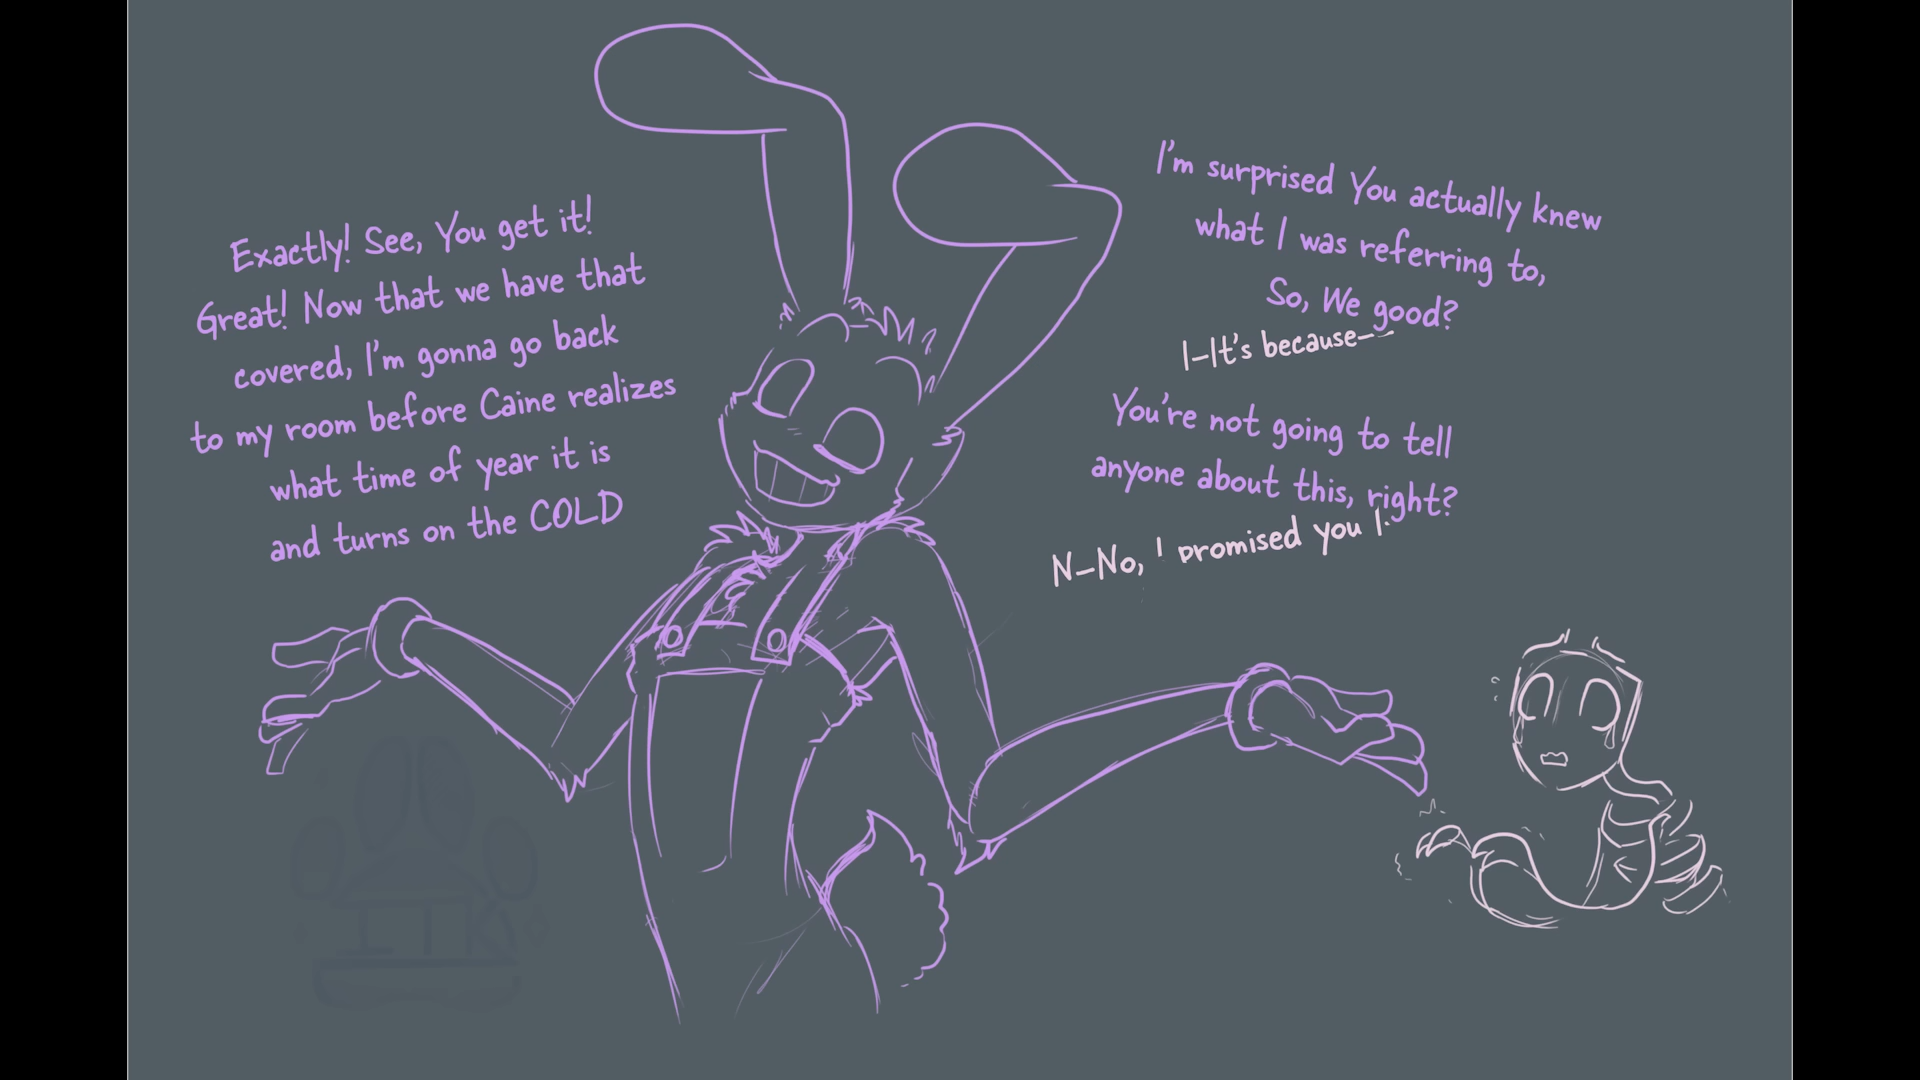 Exactly! See, You get it!
Great! Now that we have that
covered, I'm gonna go back
to my room before Caine realizes
what time of year it is
and turns on the COLD
I'm surprised You actually knew
what I was referring to,
So, We good?
I-It's because--
You're not going to tell
anyone about this, right?
N-No, I promised you I-